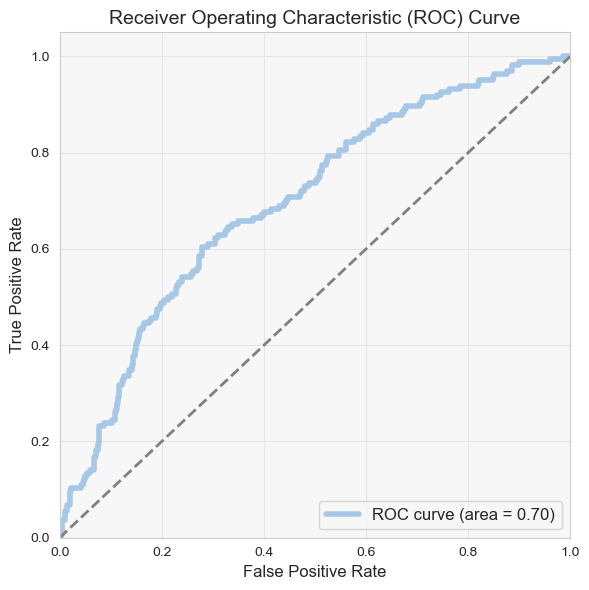 Receiver Operating Characteristic (ROC) Curve
1.0
0.8
0.6
0.4
0.2
0.0
True Positive Rate
ROC curve (area = 0.70)
0.0 0.2 0.4 0.6 0.8 1.0
False Positive Rate